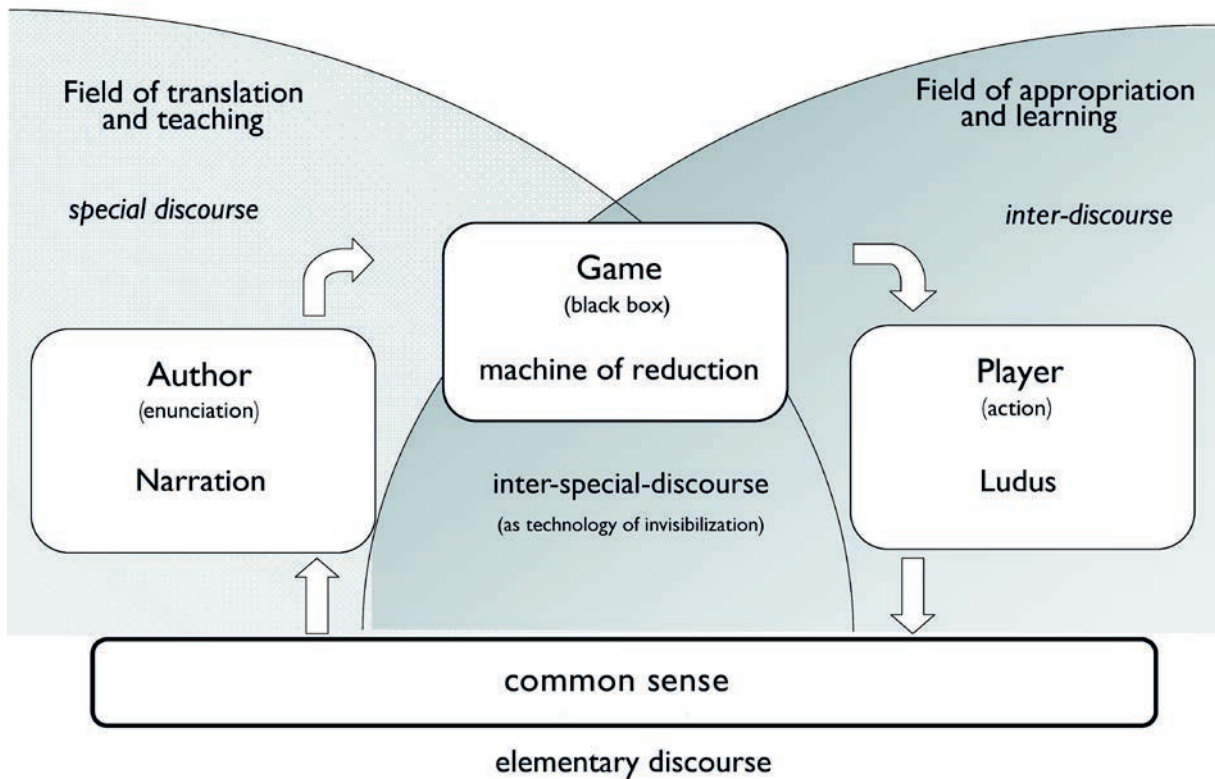 Field of translation
and teaching
special discourse
Field of appropriation
and learning
inter-discourse
Game
(black box)
machine of reduction
Author
(enunciation)
Narration
Player
(action)
Ludus
inter-special-discourse
(as technology of invisibilization)
common sense
elementary discourse